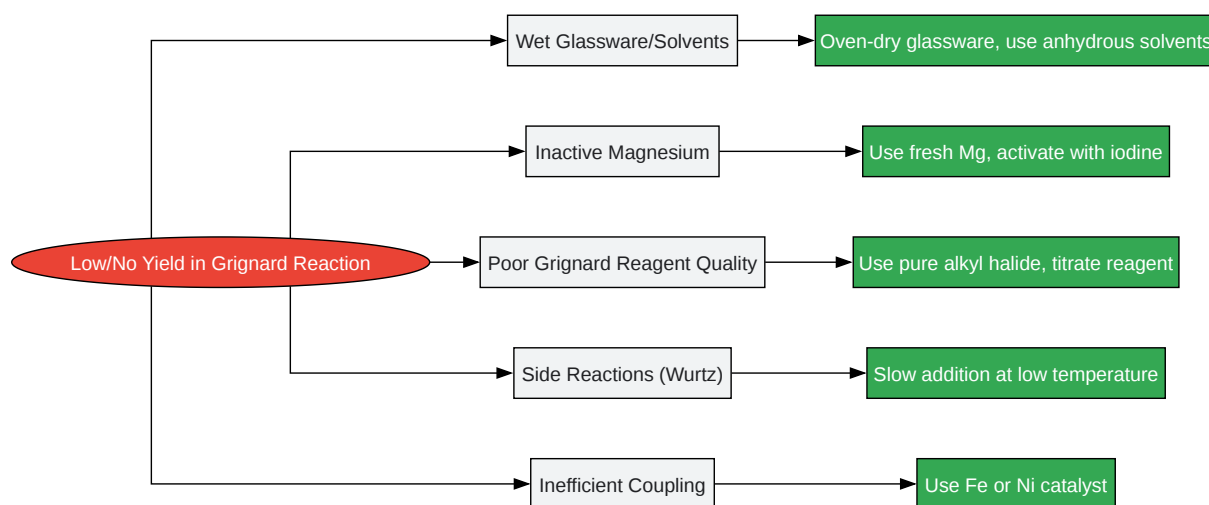 Wet Glassware/Solvents
Oven-dry glassware, use anhydrous solvents
Inactive Magnesium
Use fresh Mg, activate with iodine
Low/No Yield in Grignard Reaction
Poor Grignard Reagent Quality
Use pure alkyl halide, titrate reagent
Side Reactions (Wurtz)
Slow addition at low temperature
Inefficient Coupling
Use Fe or Ni catalyst